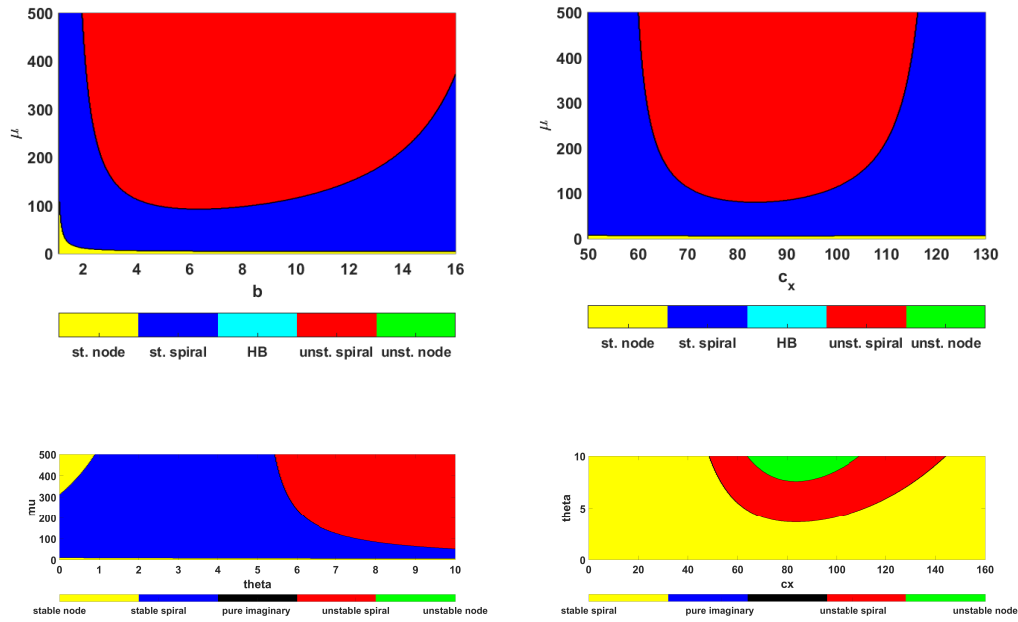 500
400
300
200
100
0
μ
2 4 6 8 10 12 14 16
b
st. node st. spiral HB unst. spiral unst. node
500
400
300
200
100
0
μ
50 60 70 80 90 100 110 120 130
c_x
st. node st. spiral HB unst. spiral unst. node
500
400
300
200
100
0
mu
0 1 2 3 4 5 6 7 8 9 10
theta
stable node stable spiral pure imaginary unstable spiral unstable node
10
5
0
theta
0 20 40 60 80 100 120 140 160
cx
stable spiral pure imaginary unstable spiral unstable node